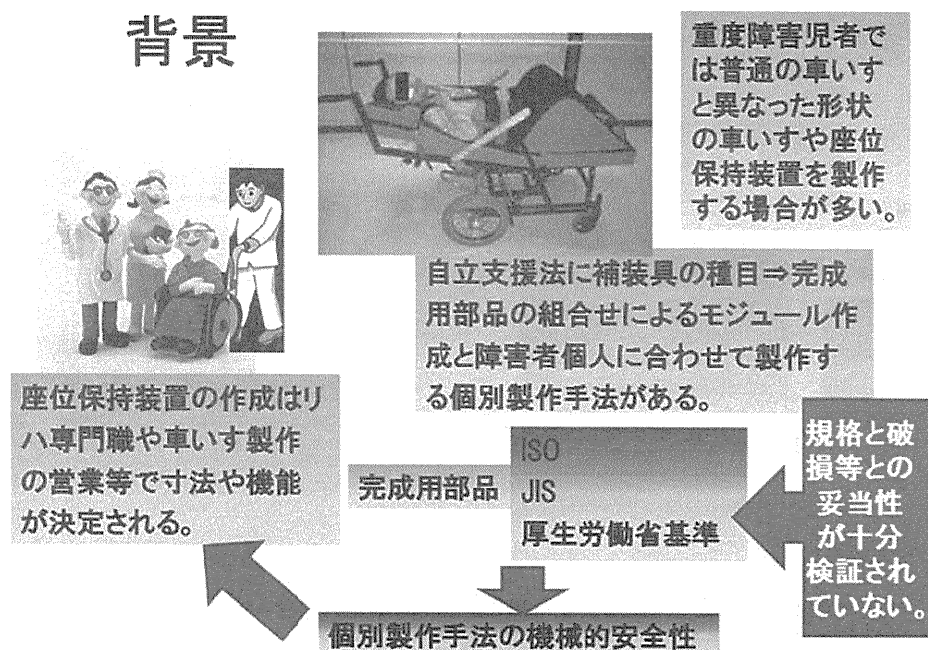 背景
重度障害児者で
は普通の車いす
と異なった形状
の車いすや座位
保持装置を製作
する場合が多い。
自立支援法に補装具の種目⇒完成
用部品の組合せによるモジュール作
成と障害者個人に合わせて製作す
る個別製作手法がある。
座位保持装置の作成はリ
ハ専門職や車いす製作
の営業等で寸法や機能
が決定される。
完成用部品
ISO
JIS
厚生労働省基準
規格と破
損等との
妥当性
が十分
検証され
ていない。
個別製作手法の機械的安全性